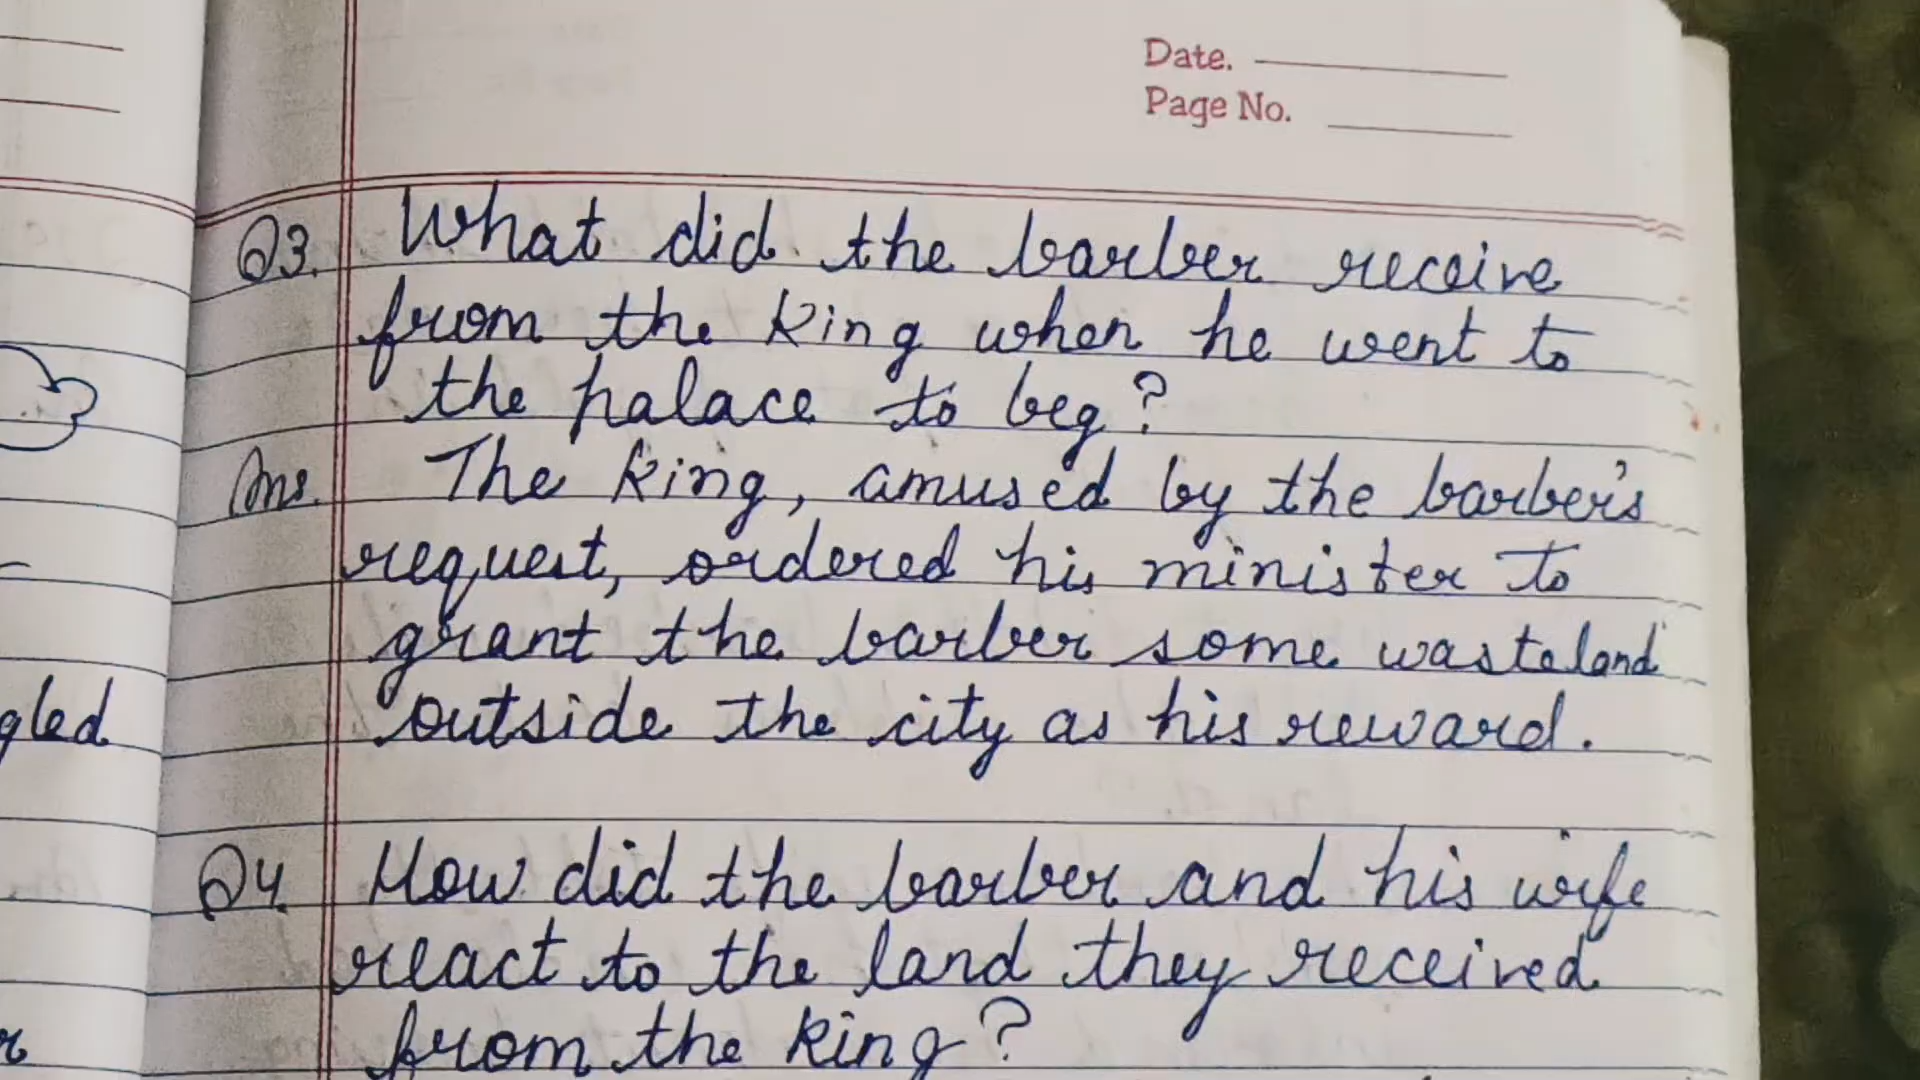 Date.
Page No.
Q3. What did the barber receive
from the king when he went to
the palace to beg?
Ans. The king, amused by the barber's
request, ordered his minister to
grant the barber some wasteland
outside the city as his reward.
gled
Q4. How did the barber and his wife
react to the land they received
from the king?
r